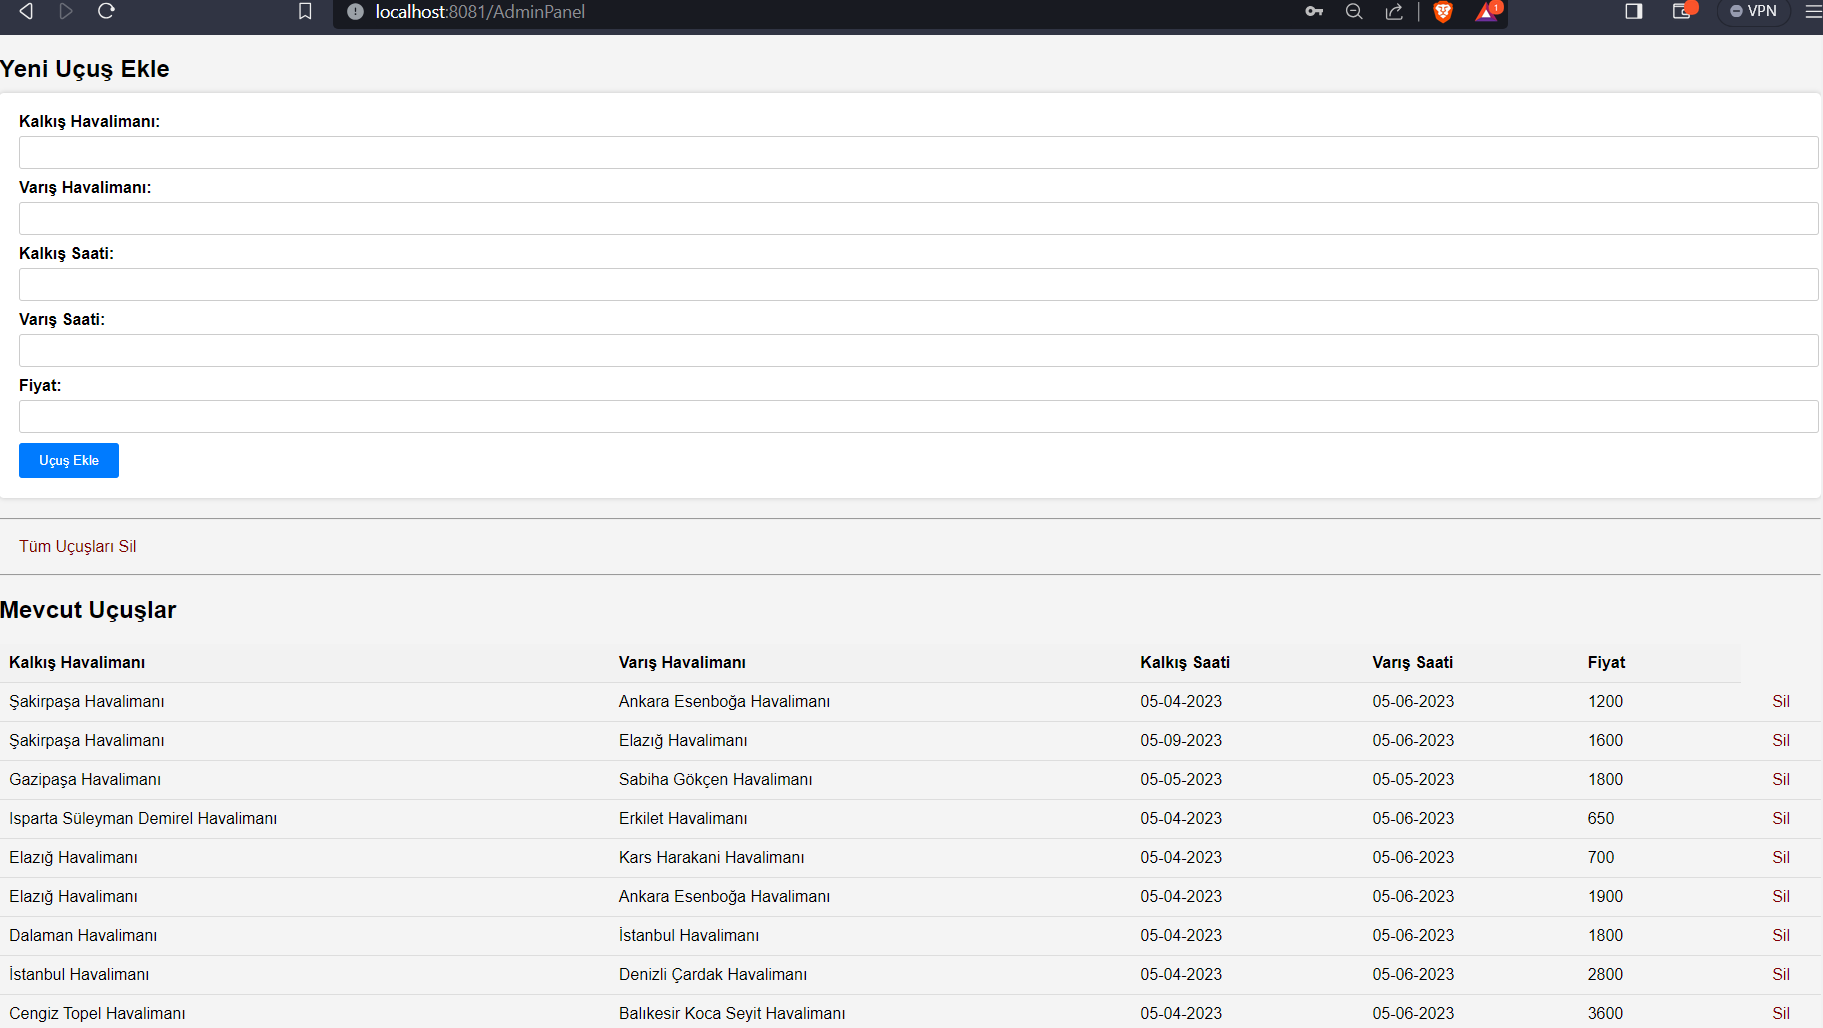 localhost:8081/AdminPanel 1 VPN
Yeni Uçuş Ekle
Kalkış Havalimanı:
Varış Havalimanı:
Kalkış Saati:
Varış Saati:
Fiyat:
Uçuş Ekle
Tüm Uçuşları Sil
Mevcut Uçuşlar
Kalkış Havalimanı Varış Havalimanı Kalkış Saati Varış Saati Fiyat
Şakirpaşa Havalimanı Ankara Esenboğa Havalimanı 05-04-2023 05-06-2023 1200 Sil
Şakirpaşa Havalimanı Elazığ Havalimanı 05-09-2023 05-06-2023 1600 Sil
Gazipaşa Havalimanı Sabiha Gökçen Havalimanı 05-05-2023 05-05-2023 1800 Sil
Isparta Süleyman Demirel Havalimanı Erkilet Havalimanı 05-04-2023 05-06-2023 650 Sil
Elazığ Havalimanı Kars Harakani Havalimanı 05-04-2023 05-06-2023 700 Sil
Elazığ Havalimanı Ankara Esenboğa Havalimanı 05-04-2023 05-06-2023 1900 Sil
Dalaman Havalimanı İstanbul Havalimanı 05-04-2023 05-06-2023 1800 Sil
İstanbul Havalimanı Denizli Çardak Havalimanı 05-04-2023 05-06-2023 2800 Sil
Cengiz Topel Havalimanı Balıkesir Koca Seyit Havalimanı 05-04-2023 05-06-2023 3600 Sil